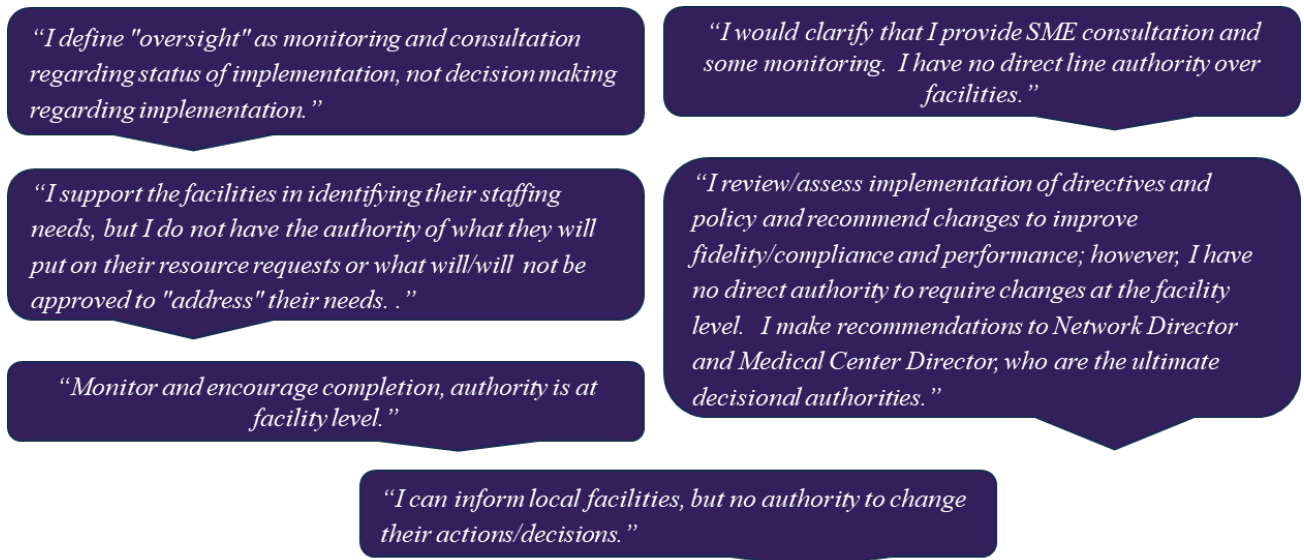 “I define "oversight" as monitoring and consultation
regarding status of implementation, not decision making
regarding implementation.”
“I would clarify that I provide SME consultation and
some monitoring.  I have no direct line authority over
facilities.”
“I support the facilities in identifying their staffing
needs, but I do not have the authority of what they will
put on their resource requests or what will/will  not be
approved to "address" their needs. .”
“I review/assess implementation of directives and
policy and recommend changes to improve
fidelity/compliance and performance; however, I have
no direct authority to require changes at the facility
level.   I make recommendations to Network Director
and Medical Center Director, who are the ultimate
decisional authorities.”
“Monitor and encourage completion, authority is at
facility level.”
“I can inform local facilities, but no authority to change
their actions/decisions.”